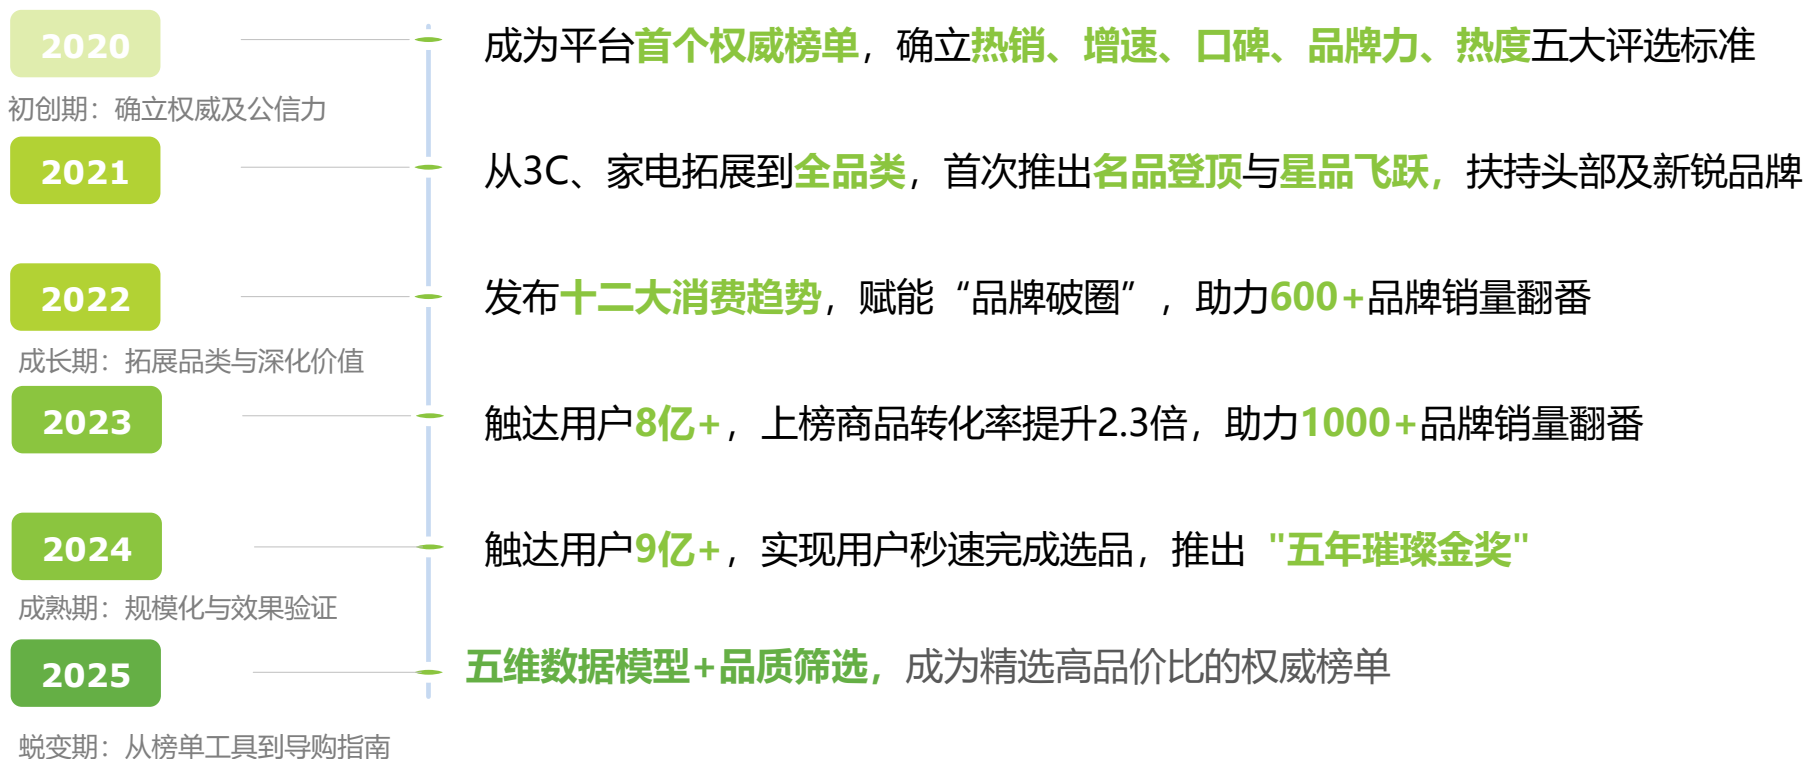 2020
成为平台首个权威榜单，确立热销、增速、口碑、品牌力、热度五大评选标准
初创期：确立权威及公信力
2021
从3C、家电拓展到全品类，首次推出名品登顶与星品飞跃，扶持头部及新锐品牌
2022
发布十二大消费趋势，赋能“品牌破圈”，助力600+品牌销量翻番
成长期：拓展品类与深化价值
2023
触达用户8亿+，上榜商品转化率提升2.3倍，助力1000+品牌销量翻番
2024
触达用户9亿+，实现用户秒速完成选品，推出 "五年璀璨金奖"
成熟期：规模化与效果验证
2025
五维数据模型+品质筛选，成为精选高品价比的权威榜单
蜕变期：从榜单工具到导购指南